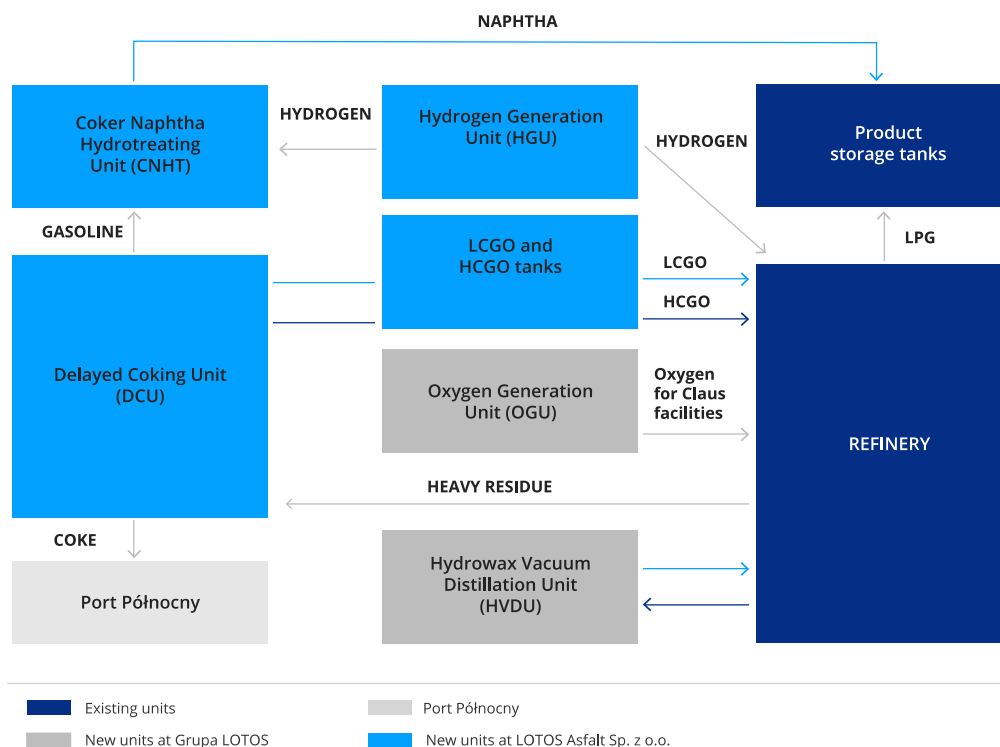 NAPHTHA
Coker Naphtha
Hydrotreating
Unit (CNHT)
HYDROGEN
Hydrogen Generation
Unit (HGU)
HYDROGEN
Product
storage tanks
GASOLINE
LCGO and
HCGO tanks
LCGO
HCGO
LPG
Delayed Coking Unit
(DCU)
Oxygen Generation
Unit (OGU)
Oxygen
for Claus
facilities
REFINERY
HEAVY RESIDUE
COKE
Port Północny
Hydrowax Vacuum
Distillation Unit
(HVDU)
Existing units
Port Północny
New units at Grupa LOTOS
New units at LOTOS Asfalt Sp. z o.o.